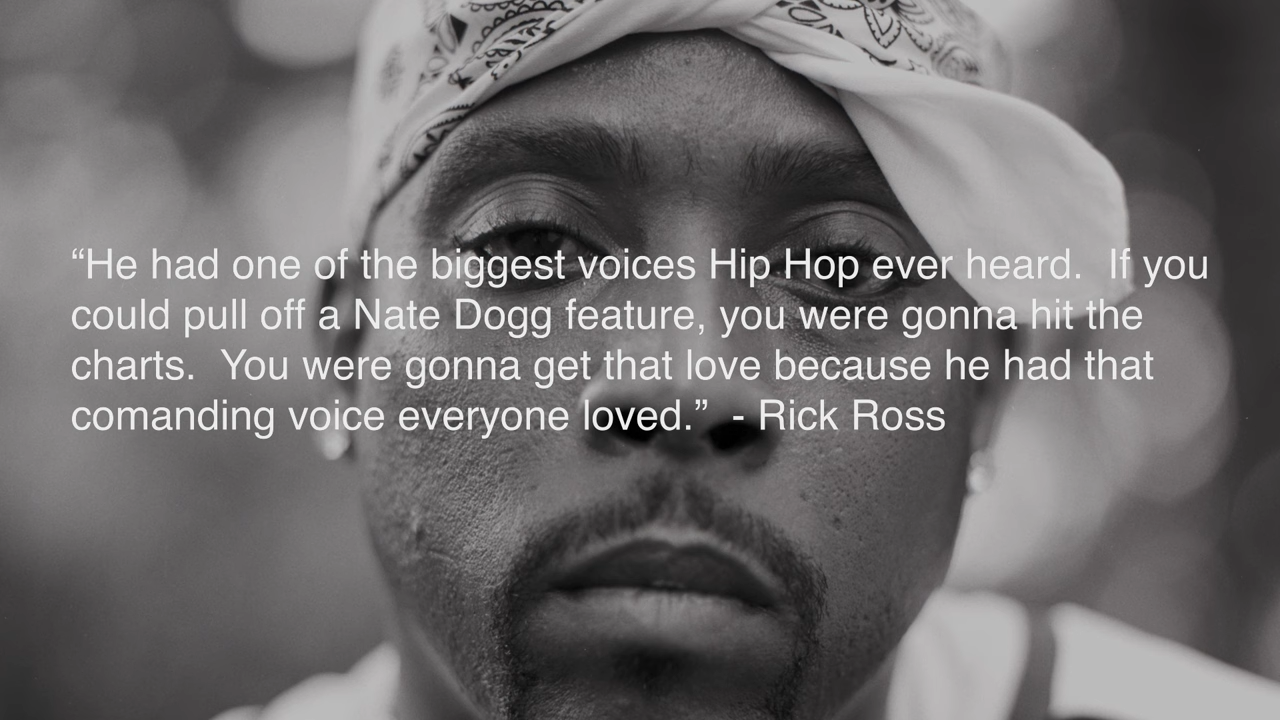 “He had one of the biggest voices Hip Hop ever heard.  If you
could pull off a Nate Dogg feature, you were gonna hit the
charts.  You were gonna get that love because he had that
comanding voice everyone loved.”  - Rick Ross